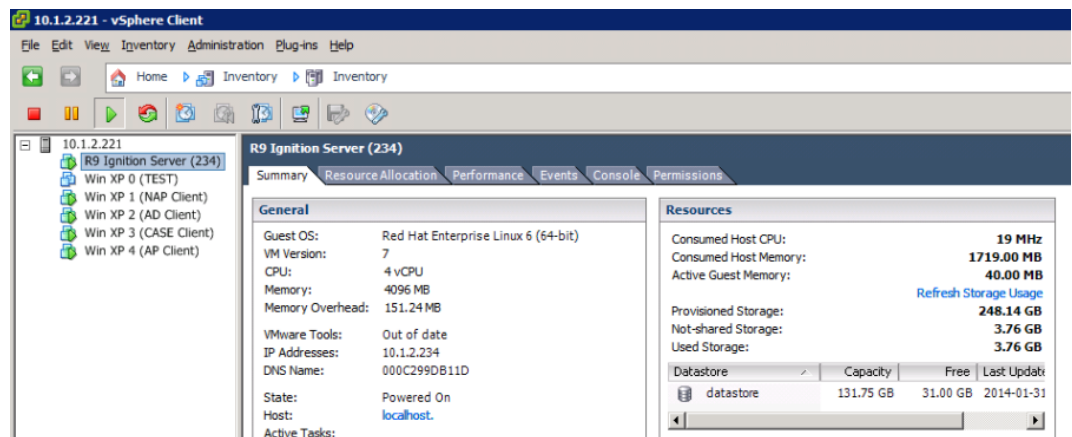 10.1.2.221 - vSphere Client
File Edit View Inventory Administration Plug-ins Help
Home Inventory Inventory
10.1.2.221
R9 Ignition Server (234)
Win XP 0 (TEST)
Win XP 1 (NAP Client)
Win XP 2 (AD Client)
Win XP 3 (CASE Client)
Win XP 4 (AP Client)
R9 Ignition Server (234)
Summary Resource Allocation Performance Events Console Permissions
General
Guest OS: Red Hat Enterprise Linux 6 (64-bit)
VM Version: 7
CPU: 4 vCPU
Memory: 4096 MB
Memory Overhead: 151.24 MB
VMware Tools: Out of date
IP Addresses: 10.1.2.234
DNS Name: 000C299DB11D
State: Powered On
Host: localhost.
Active Tasks:
Resources
Consumed Host CPU: 19 MHz
Consumed Host Memory: 1719.00 MB
Active Guest Memory: 40.00 MB
Refresh Storage Usage
Provisioned Storage: 248.14 GB
Not-shared Storage: 3.76 GB
Used Storage: 3.76 GB
Datastore Capacity Free Last Update
datastore 131.75 GB 31.00 GB 2014-01-31